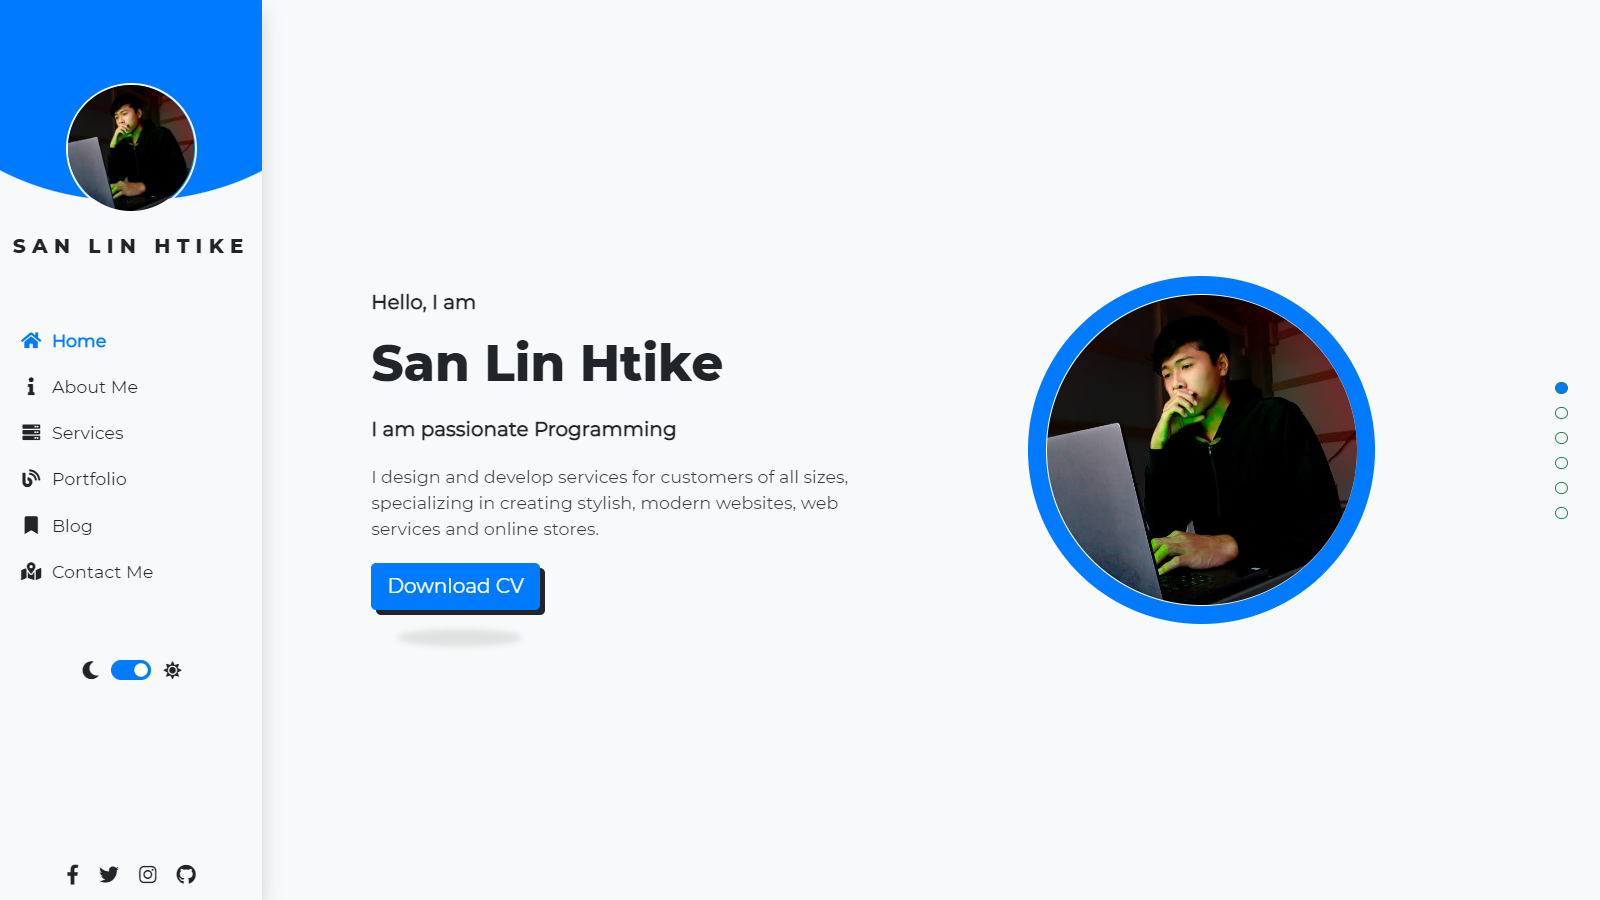 SAN LIN HTIKE
Home
About Me
Services
Portfolio
Blog
Contact Me
Hello, I am
San Lin Htike
I am passionate Programming
I design and develop services for customers of all sizes,
specializing in creating stylish, modern websites, web
services and online stores.
Download CV